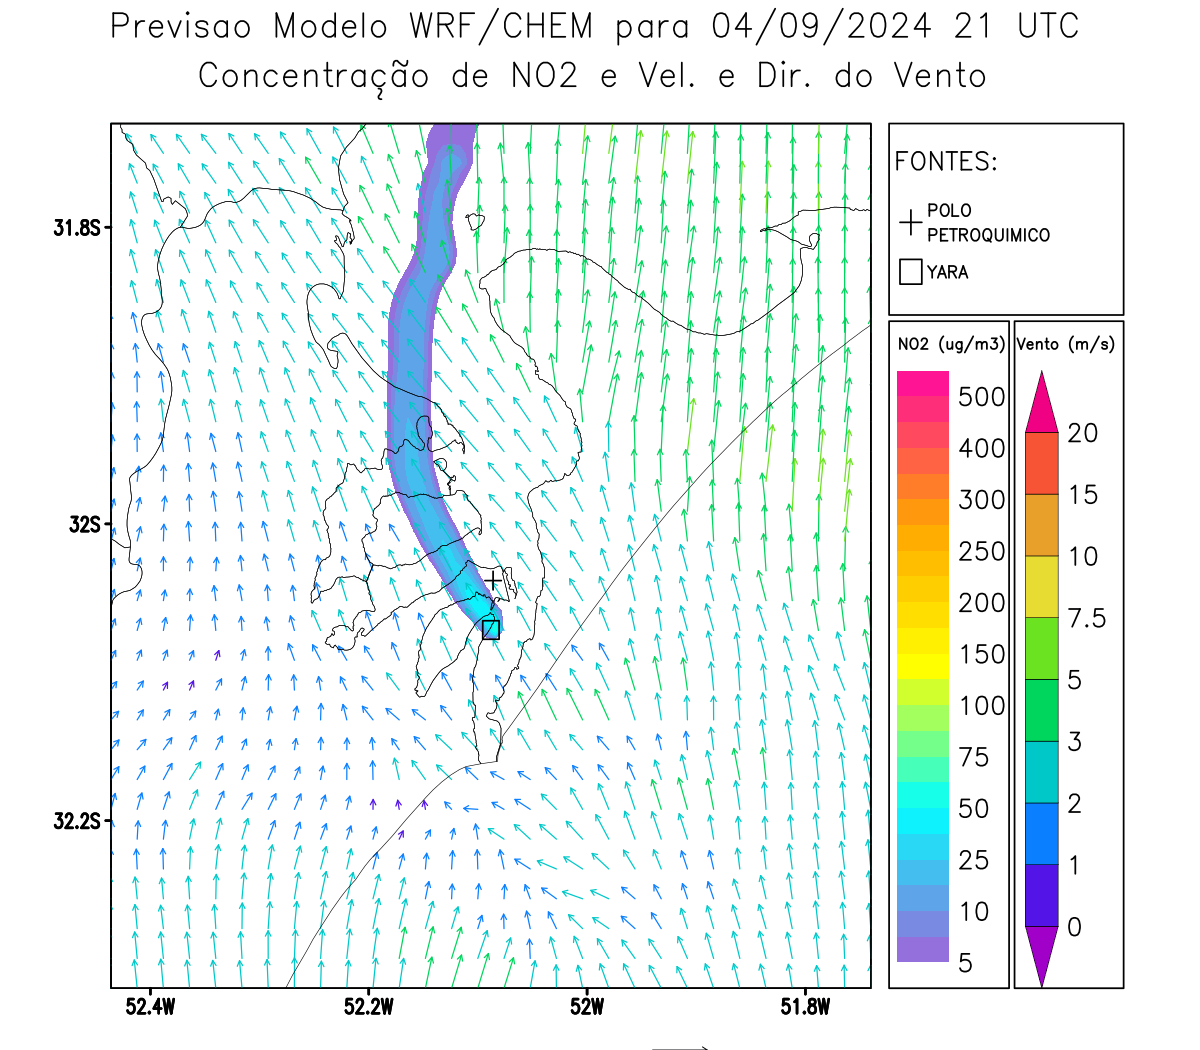 Previsao Modelo WRF/CHEM para 04/09/2024 21 UTC
Concentração de NO2 e Vel. e Dir. do Vento
FONTES:
POLO
PETROQUIMICO
YARA
NO2 (ug/m3)
500
400
300
250
200
150
100
75
50
25
10
5
Vento (m/s)
20
15
10
7.5
5
3
2
1
0
31.8S
32S
32.2S
52.4W
52.2W
52W
51.8W